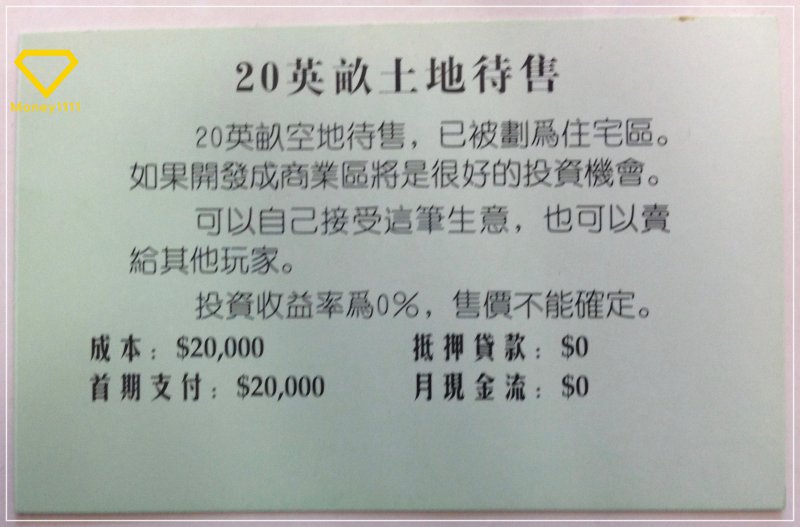 20英畝土地待售
20英畝空地待售，已被劃爲住宅區。
如果開發成商業區將是很好的投資機會。
可以自己接受這筆生意，也可以賣
給其他玩家。
投資收益率爲0%，售價不能確定。
成本：$20,000 抵押貸款：$0
首期支付：$20,000 月現金流：$0